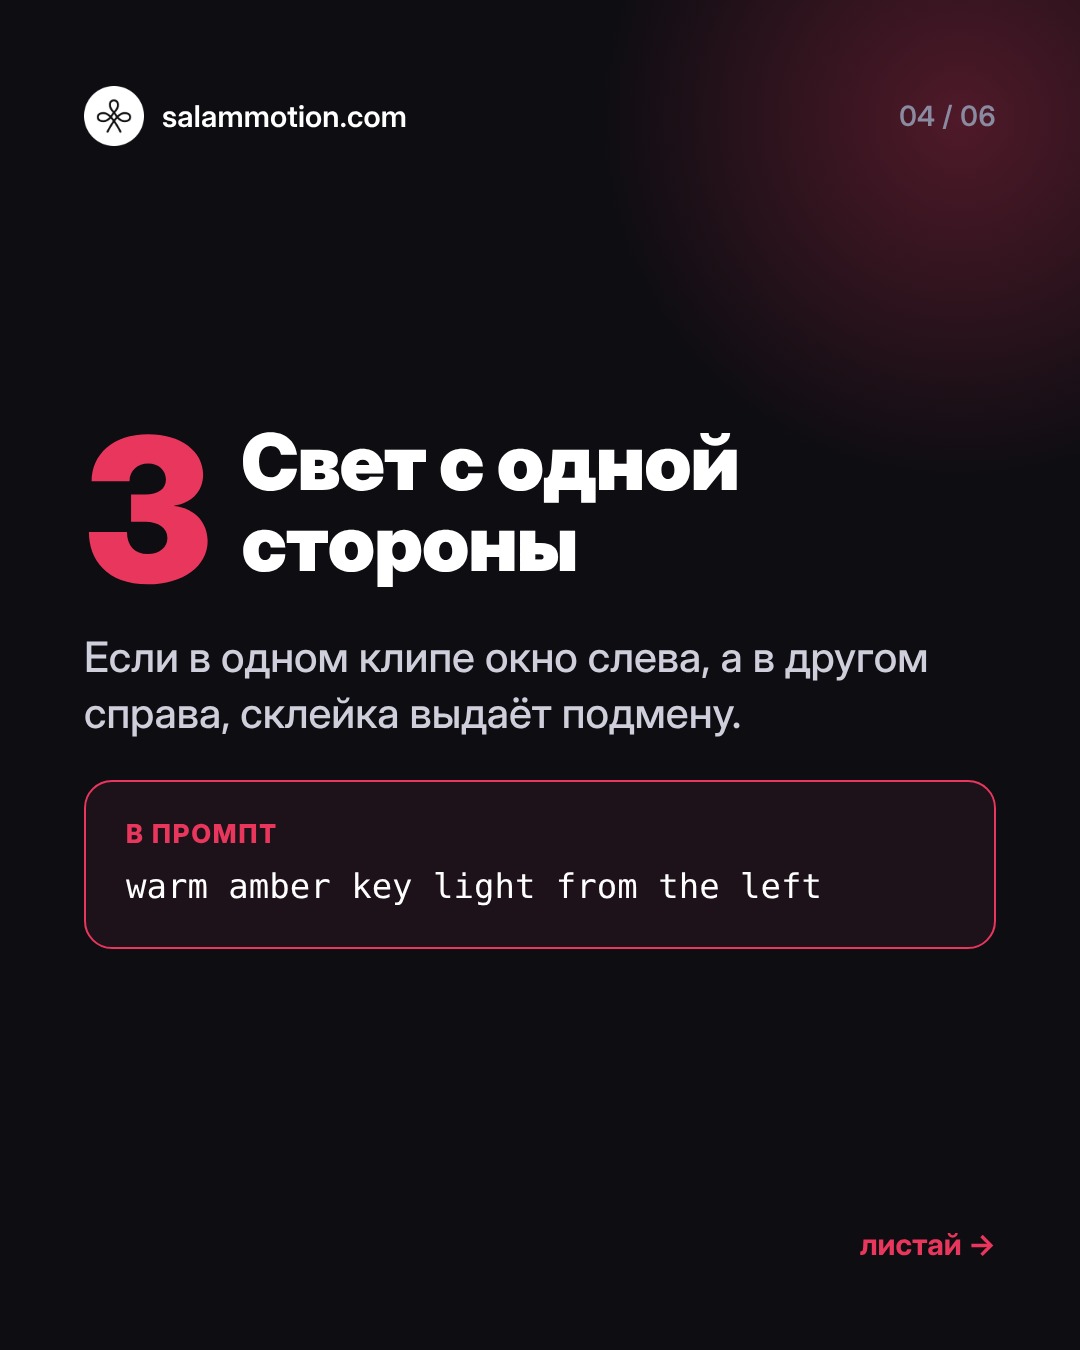 salammotion.com
04 / 06
3
Свет с одной
стороны
Если в одном клипе окно слева, а в другом
справа, склейка выдаёт подмену.
В ПРОМПТ
warm amber key light from the left
листай →